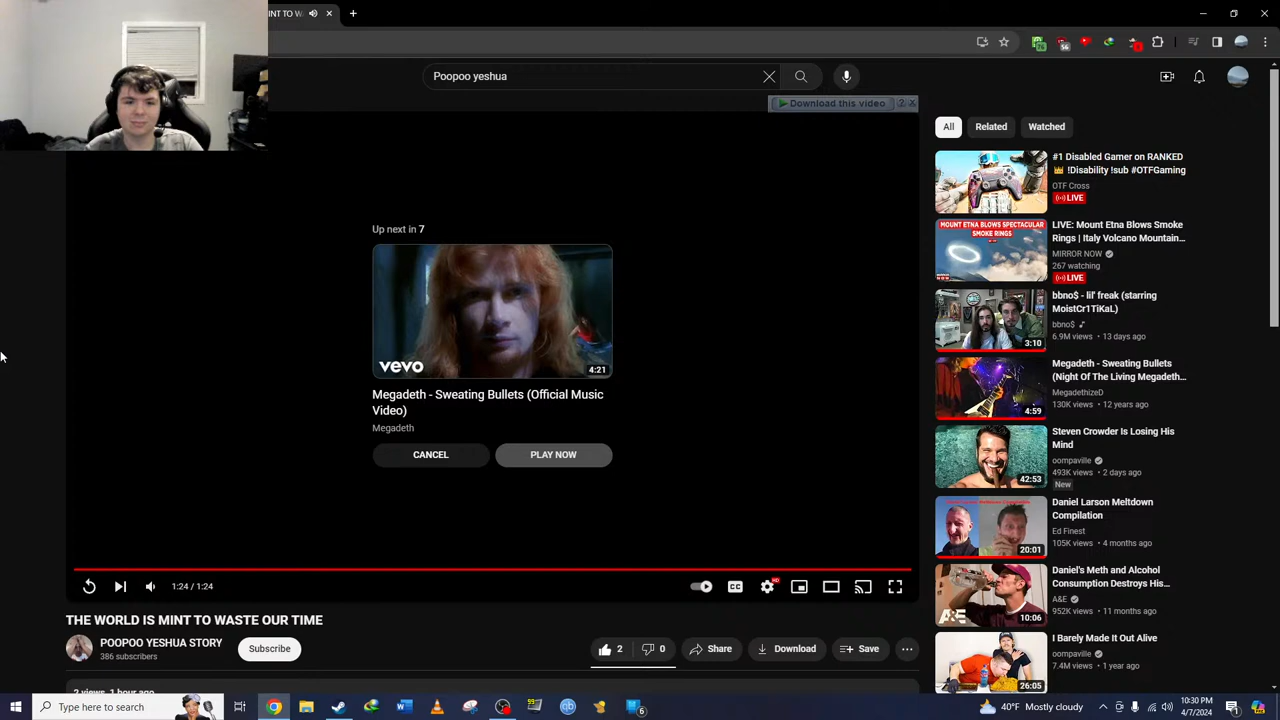 INT TO W
Poopoo yeshua
Download this video
?
All
Related
Watched
Up next in 7
vevo
4:21
Megadeth - Sweating Bullets (Official Music
Video)
Megadeth
CANCEL
PLAY NOW
1:24 / 1:24
CC
HD
THE WORLD IS MINT TO WASTE OUR TIME
POOPOO YESHUA STORY
386 subscribers
Subscribe
2
0
Share
Download
Save
2 views 1 hour ago
#1 Disabled Gamer on RANKED
!Disability !sub #OTFGaming
OTF Cross
LIVE
MOUNT ETNA BLOWS SPECTACULAR
SMOKE RINGS
LIVE: Mount Etna Blows Smoke
Rings | Italy Volcano Mountain…
MIRROR NOW
267 watching
LIVE
bbno$ - lil' freak (starring
MoistCr1TiKaL)
bbno$
6.9M views • 13 days ago
3:10
Megadeth - Sweating Bullets
(Night Of The Living Megadeth…
MegadethizeD
130K views • 12 years ago
4:59
Steven Crowder Is Losing His
Mind
oompaville
493K views • 2 days ago
New
42:53
Daniel Larson Meltdown
Compilation
Ed Finest
105K views • 4 months ago
20:01
Daniel's Meth and Alcohol
Consumption Destroys His…
A&E
952K views • 11 months ago
A&E
10:06
I Barely Made It Out Alive
oompaville
7.4M views • 1 year ago
26:05
Type here to search
40°F Mostly cloudy
10:30 PM
4/7/2024